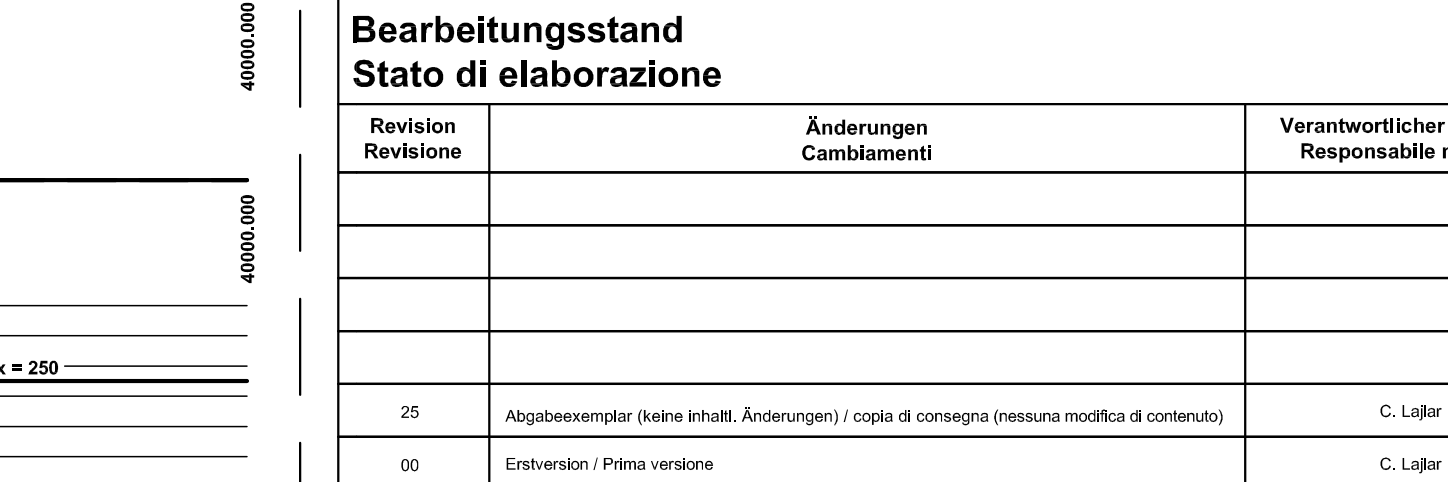 40000.000
40000.000
x = 250
Bearbeitungsstand
Stato di elaborazione
Revision
Revisione
Änderungen
Cambiamenti
Verantwortlicher
Responsabile
25
Abgabeexemplar (keine inhaltl. Änderungen) / copia di consegna (nessuna modifica di contenuto)
C. Lajlar
00
Erstversion / Prima versione
C. Lajlar